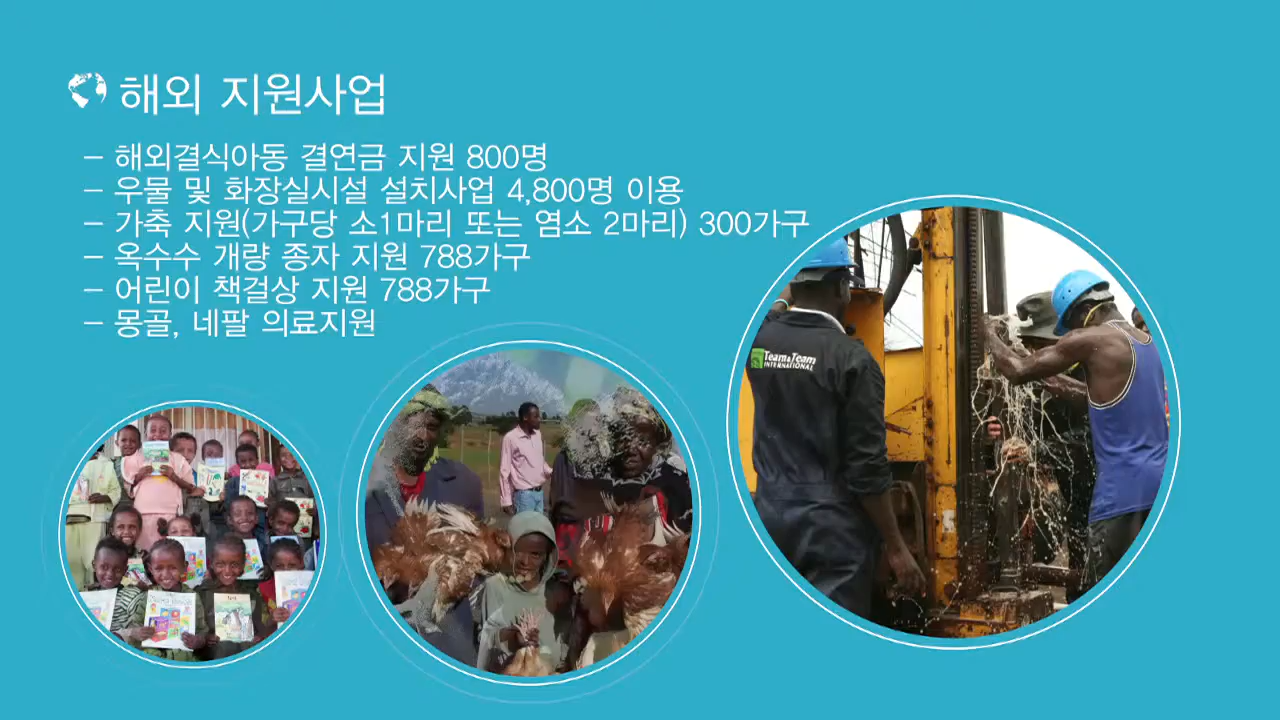 해외 지원사업
- 해외결식아동 결연금 지원 800명
- 우물 및 화장실시설 설치사업 4,800명 이용
- 가축 지원(가구당 소1마리 또는 염소 2마리) 300가구
- 옥수수 개량 종자 지원 788가구
- 어린이 책걸상 지원 788가구
- 몽골, 네팔 의료지원
Team&Team
INTERNATIONAL